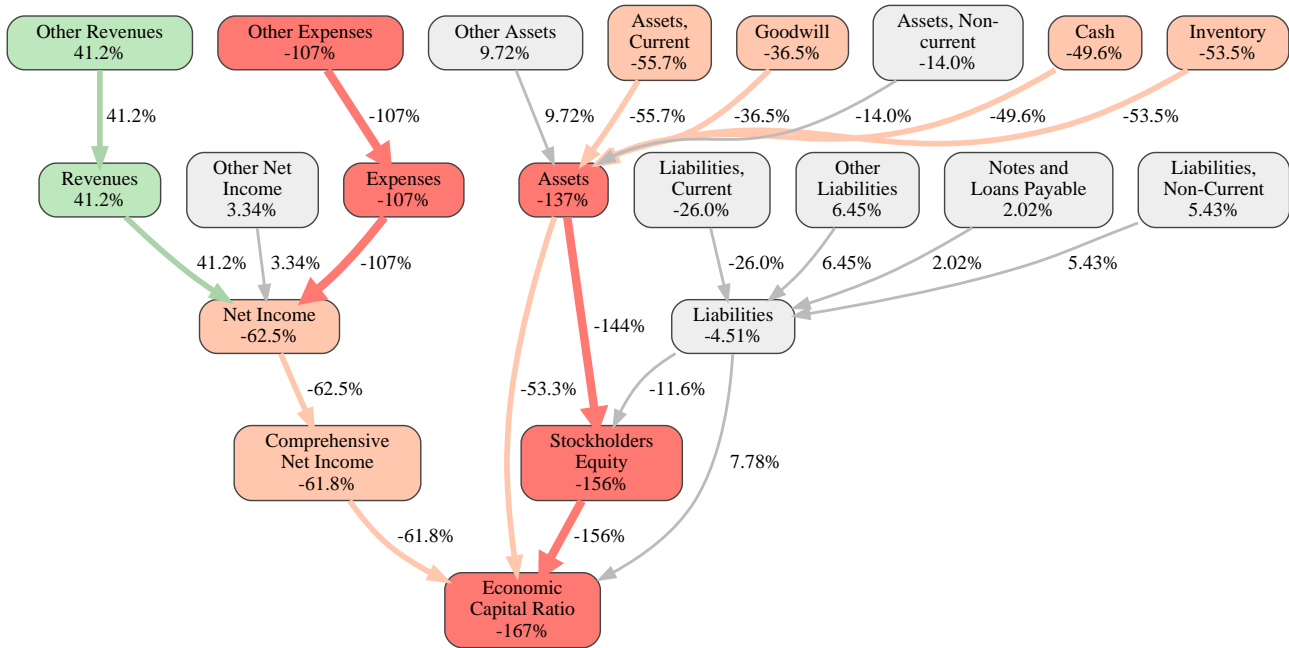 Other Revenues
41.2%
Other Expenses
-107%
Other Assets
9.72%
Assets,
Current
-55.7%
Goodwill
-36.5%
Assets, Non-
current
-14.0%
Cash
-49.6%
Inventory
-53.5%
41.2%
-107%
9.72%
-55.7%
-36.5%
-14.0%
-49.6%
-53.5%
Revenues
41.2%
Other Net
Income
3.34%
Expenses
-107%
Assets
-137%
Liabilities,
Current
-26.0%
Other
Liabilities
6.45%
Notes and
Loans Payable
2.02%
Liabilities,
Non-Current
5.43%
41.2%
3.34%
-107%
-26.0%
6.45%
2.02%
5.43%
Net Income
-62.5%
-144%
Liabilities
-4.51%
-62.5%
-53.3%
-11.6%
Comprehensive
Net Income
-61.8%
Stockholders
Equity
-156%
7.78%
-61.8%
-156%
Economic
Capital Ratio
-167%